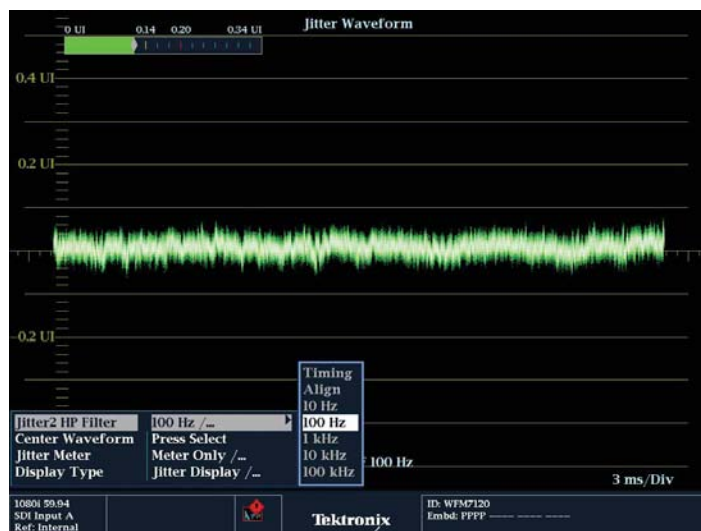 Jitter Waveform
0 UI 0.14 0.20 0.34 UI
0.4 UI
0.2 UI
-0.2 UI
Timing
Align
10 Hz
Jitter2 HP Filter 100 Hz /... 100 Hz
Center Waveform Press Select 1 kHz
Jitter Meter Meter Only /... 10 kHz
Display Type Jitter Display /... 100 kHz
100 Hz
3 ms/Div
1080i 59.94
SDI Input A
Ref: Internal
Tektronix
ID: WFM7120
Embd: PPPP ---- ---- ----